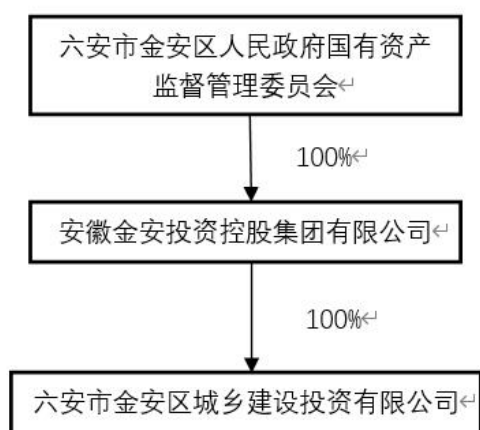 六安市金安区人民政府国有资产
监督管理委员会↵
100%↵
安徽金安投资控股集团有限公司↵
100%↵
六安市金安区城乡建设投资有限公司↵